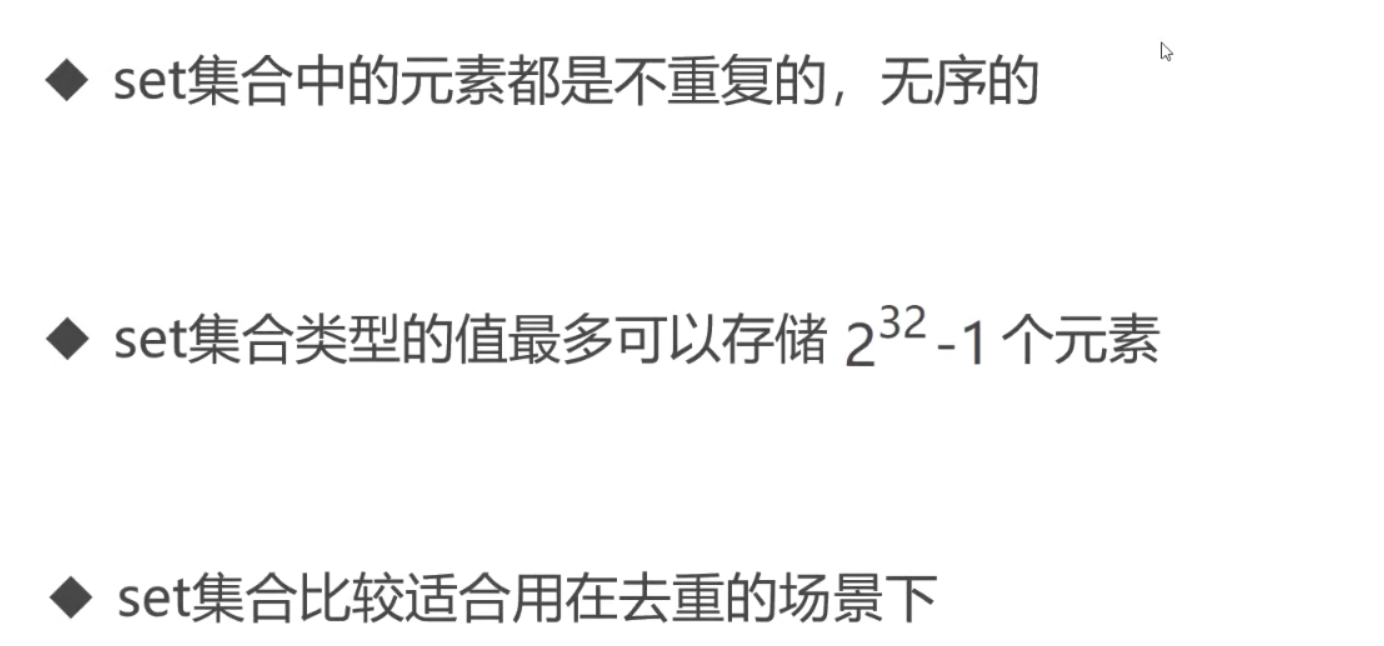 ◆ set集合中的元素都是不重复的，无序的
◆ set集合类型的值最多可以存储 2³²-1 个元素
◆ set集合比较适合用在去重的场景下